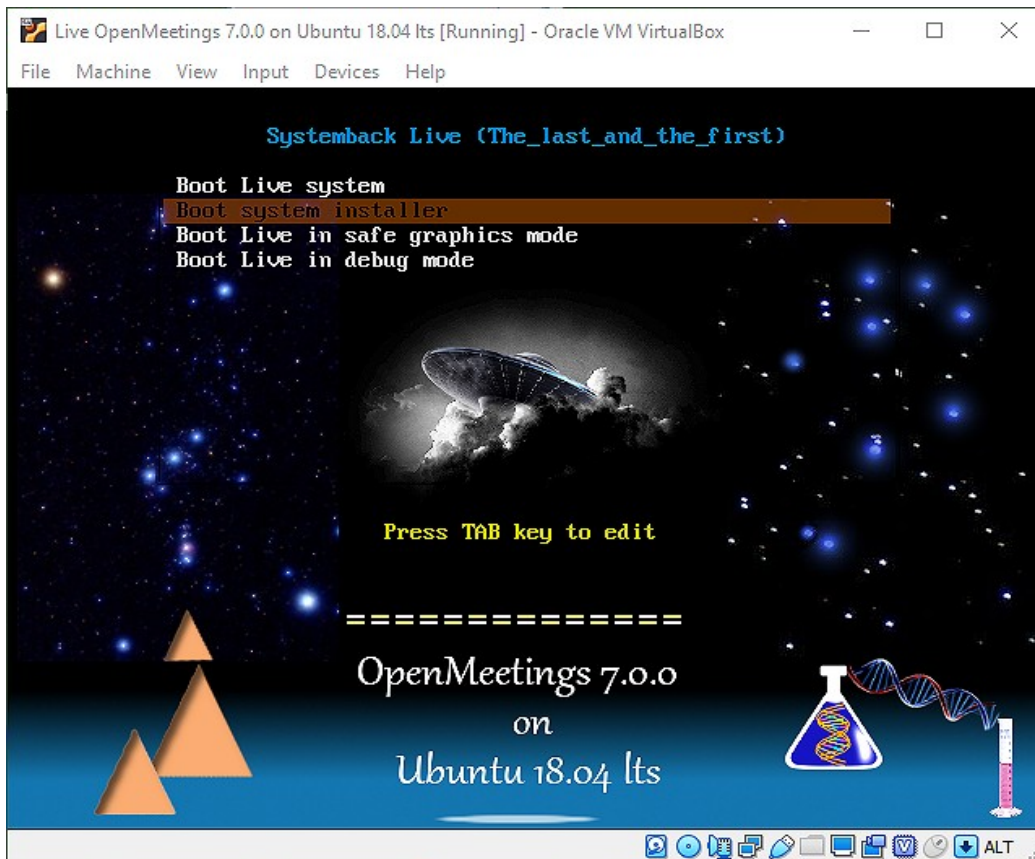 Live OpenMeetings 7.0.0 on Ubuntu 18.04 lts [Running] - Oracle VM VirtualBox
File Machine View Input Devices Help
Systemback Live (The_last_and_the_first)
Boot Live system
Boot system installer
Boot Live in safe graphics mode
Boot Live in debug mode
Press TAB key to edit
==============
OpenMeetings 7.0.0
on
Ubuntu 18.04 lts
ALT